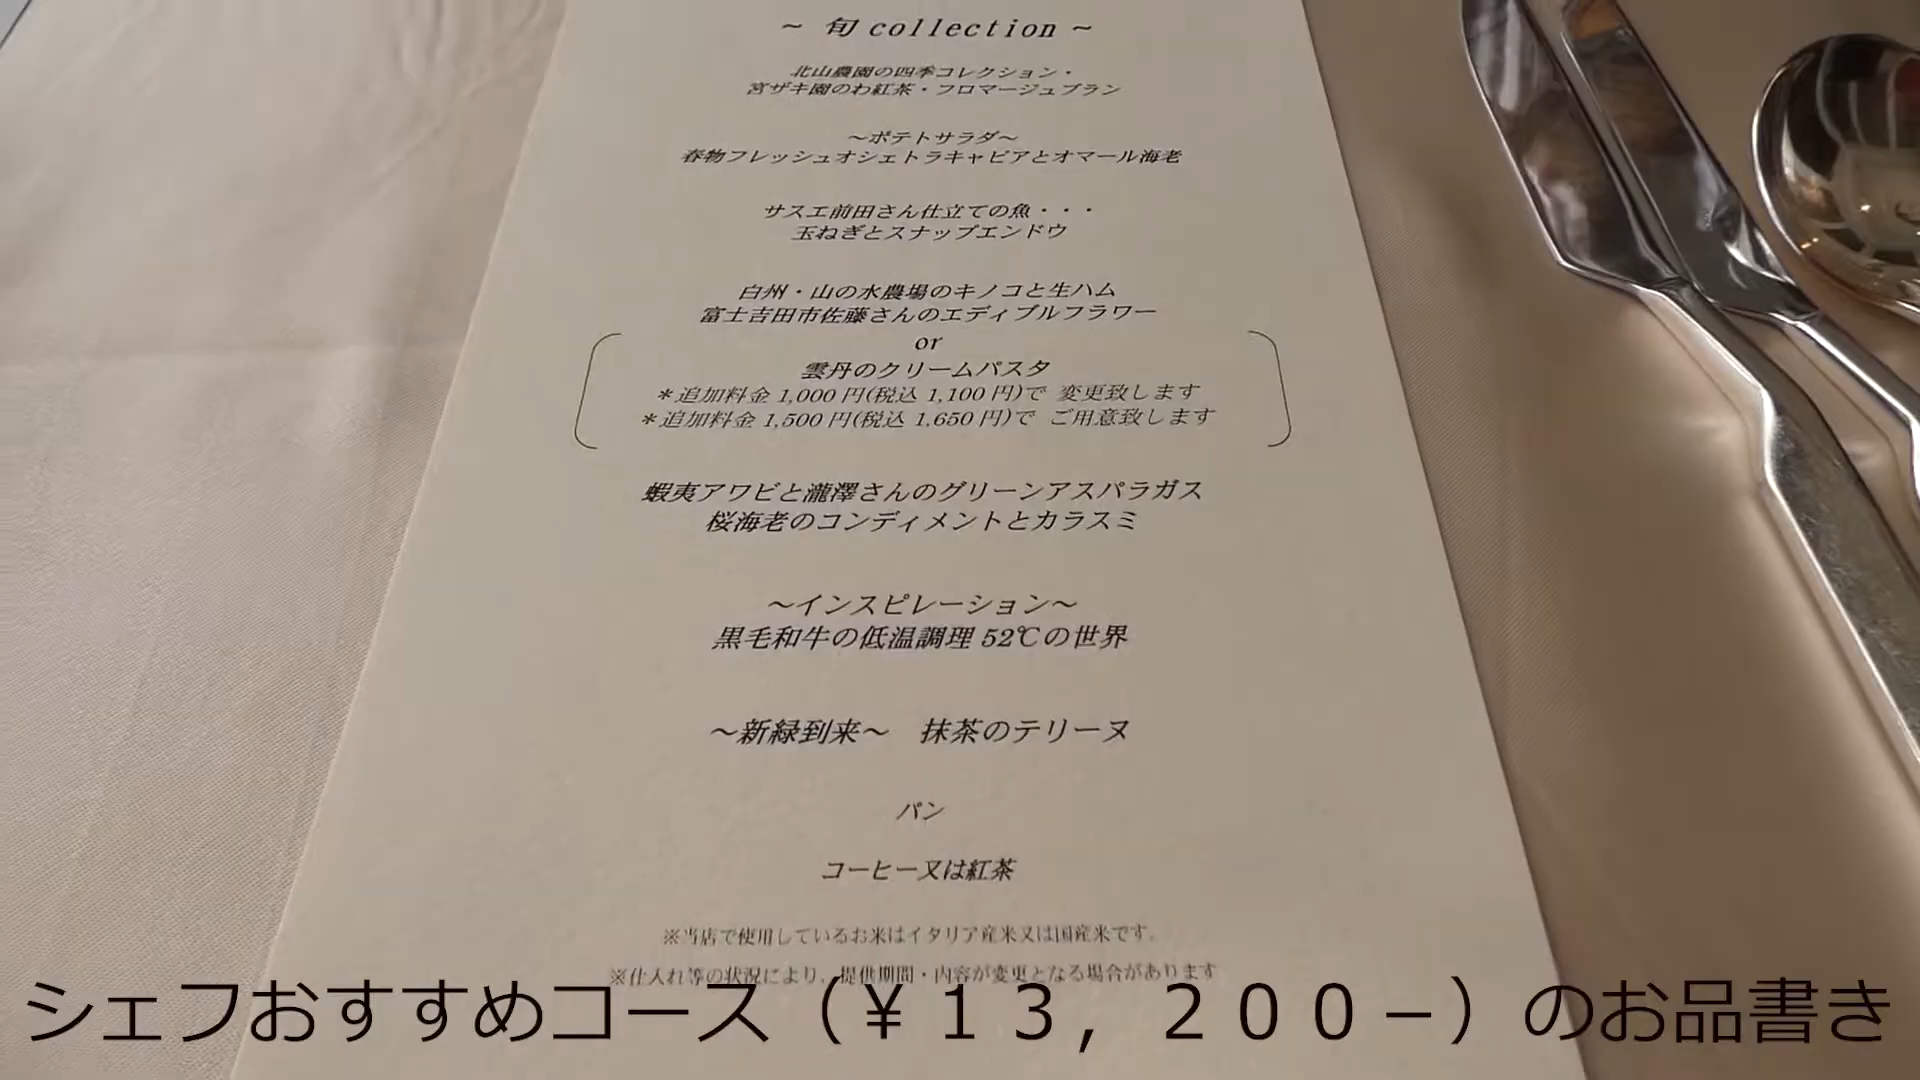 ～ 旬 collection ～
北山農園の四季コレクション・
宮ザキ園のわ紅茶・フロマージュブラン
～ポテトサラダ～
春物フレッシュオシェトラキャビアとオマール海老
サスエ前田さん仕立ての魚・・・
玉ねぎとスナップエンドウ
白州・山の水農場のキノコと生ハム
富士吉田市佐藤さんのエディブルフラワー
or
雲丹のクリームパスタ
＊追加料金 1,000 円(税込 1,100 円)で 変更致します
＊追加料金 1,500 円(税込 1,650 円)で ご用意致します
蝦夷アワビと瀧澤さんのグリーンアスパラガス
桜海老のコンディメントとカラスミ
～インスピレーション～
黒毛和牛の低温調理 52℃の世界
～新緑到来～　抹茶のテリーヌ
パン
コーヒー又は紅茶
※当店で使用しているお米はイタリア産米又は国産米です。
※仕入れ等の状況により、提供期間・内容が変更となる場合があります
シェフおすすめコース（￥１３，２００－）のお品書き